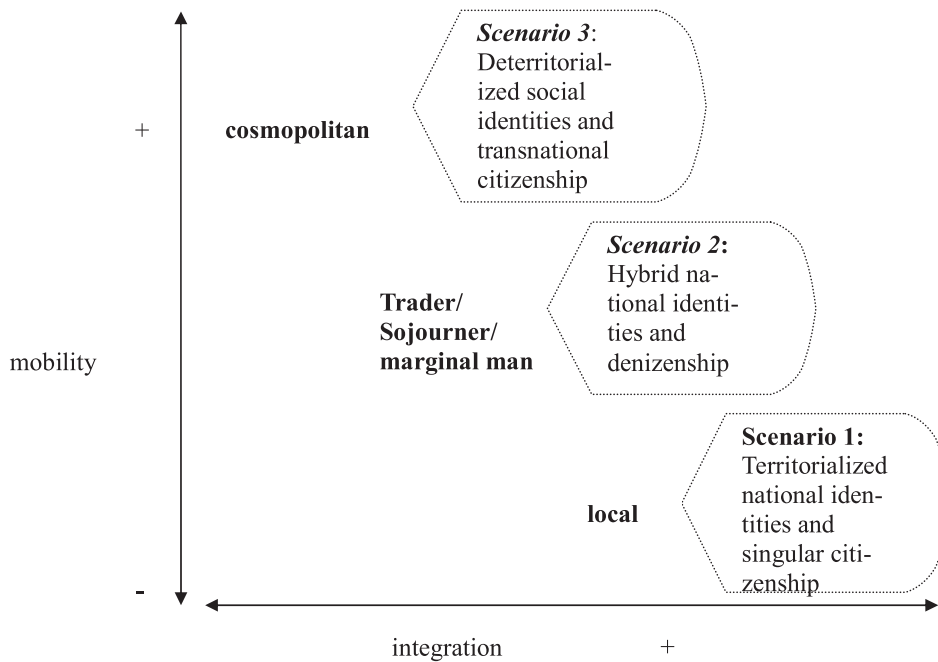 Scenario 3:
Deterritorial-
ized social
identities and
transnational
citizenship
+
cosmopolitan
Scenario 2:
Hybrid na-
tional identi-
ties and
denizenship
Trader/
Sojourner/
marginal man
mobility
Scenario 1:
Territorialized
national iden-
tities and
singular citi-
zenship
local
-
integration
+